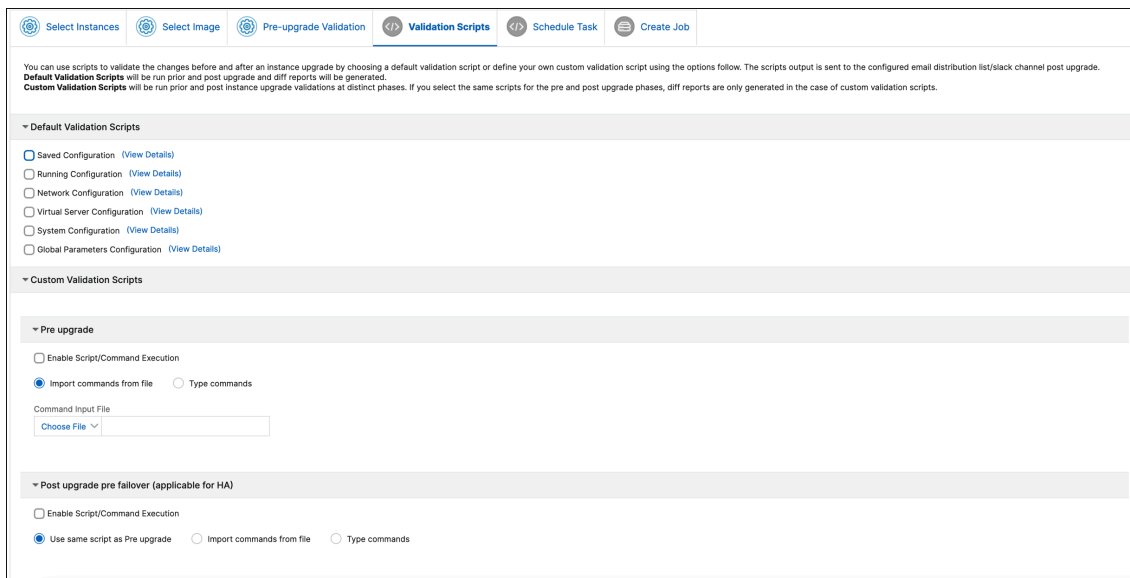 Select Instances
Select Image
Pre-upgrade Validation
Validation Scripts
Schedule Task
Create Job
You can use scripts to validate the changes before and after an instance upgrade by choosing a default validation script or define your own custom validation script using the options follow. The scripts output is sent to the configured email distribution list/slack channel post upgrade.
Default Validation Scripts will be run prior and post upgrade and diff reports will be generated.
Custom Validation Scripts will be run prior and post instance upgrade validations at distinct phases. If you select the same scripts for the pre and post upgrade phases, diff reports are only generated in the case of custom validation scripts.
Default Validation Scripts
Saved Configuration (View Details)
Running Configuration (View Details)
Network Configuration (View Details)
Virtual Server Configuration (View Details)
System Configuration (View Details)
Global Parameters Configuration (View Details)
Custom Validation Scripts
Pre upgrade
Enable Script/Command Execution
Import commands from file Type commands
Command Input File
Choose File
Post upgrade pre failover (applicable for HA)
Enable Script/Command Execution
Use same script as Pre upgrade Import commands from file Type commands